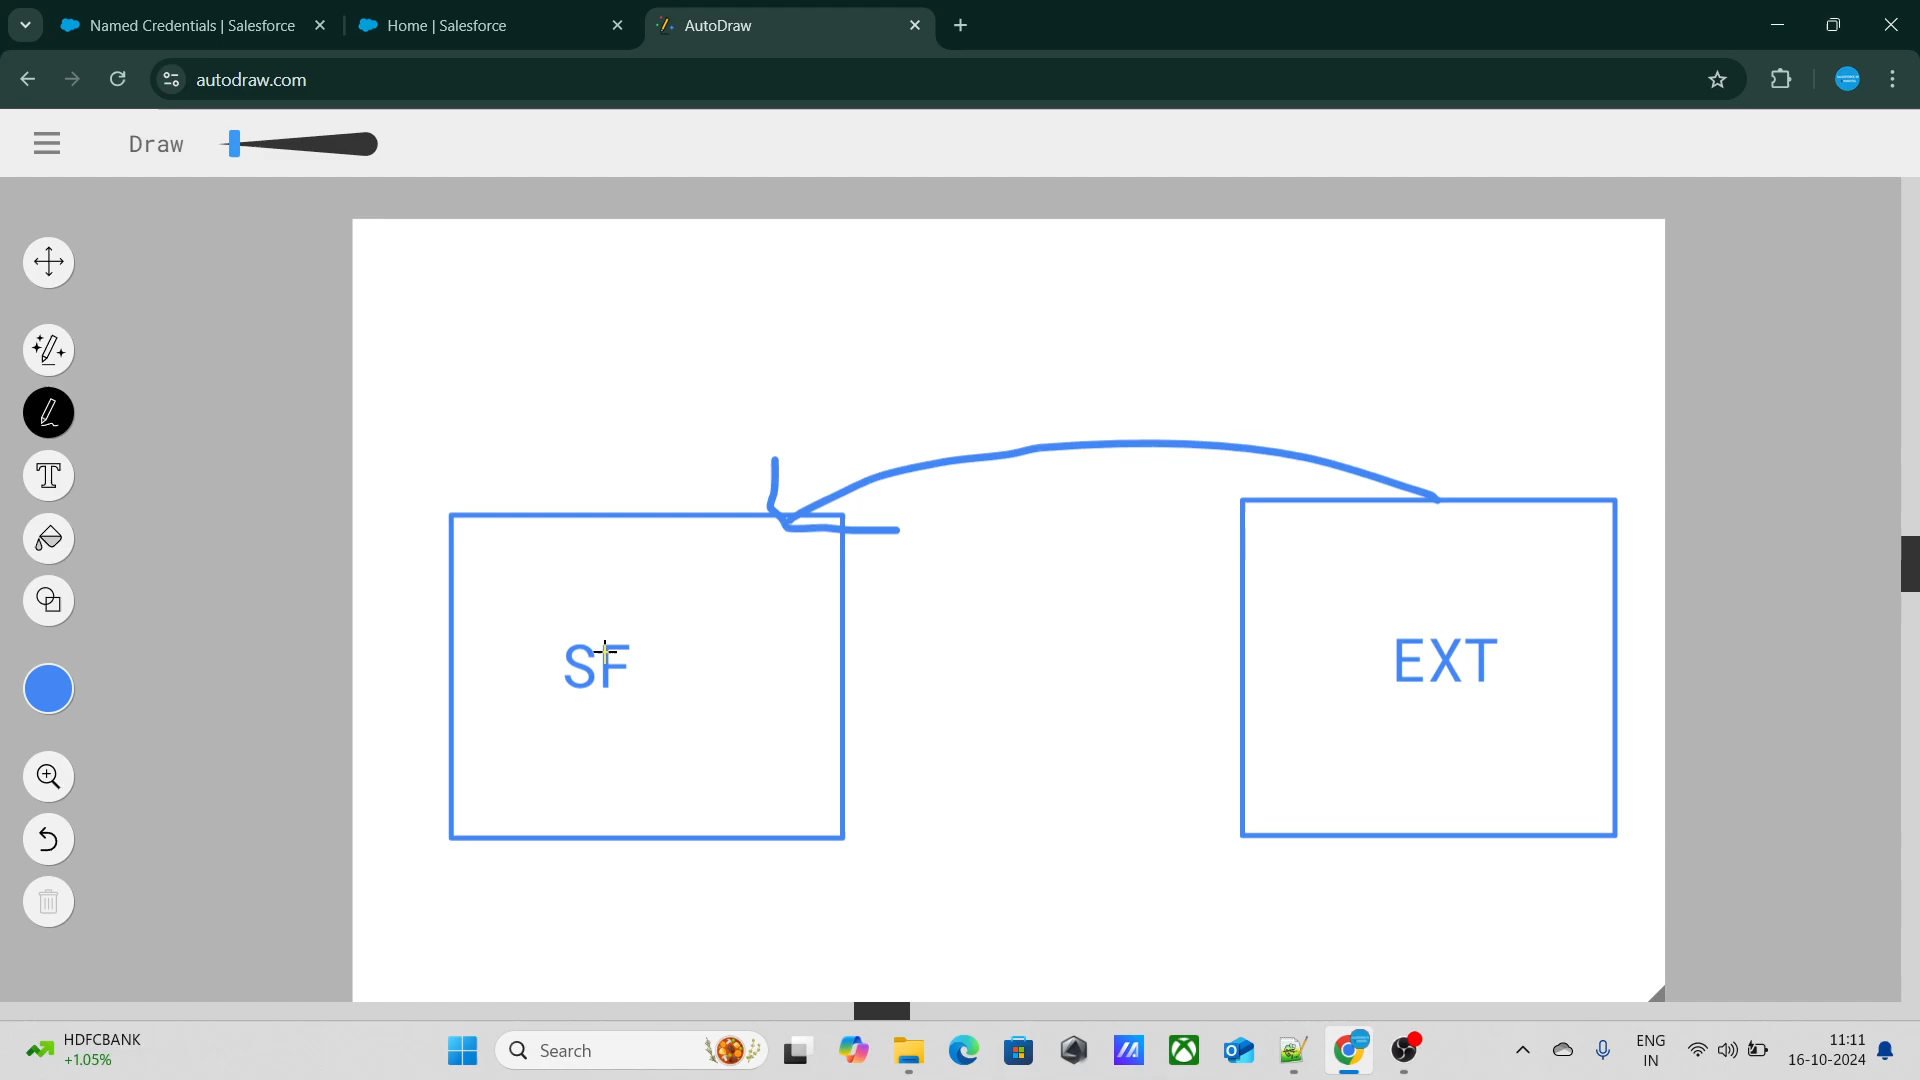 Named Credentials | Salesforce
Home | Salesforce
AutoDraw
autodraw.com
Draw
SF
EXT
HDFCBANK
+1.05%
Search
ENG
IN
11:11
16-10-2024